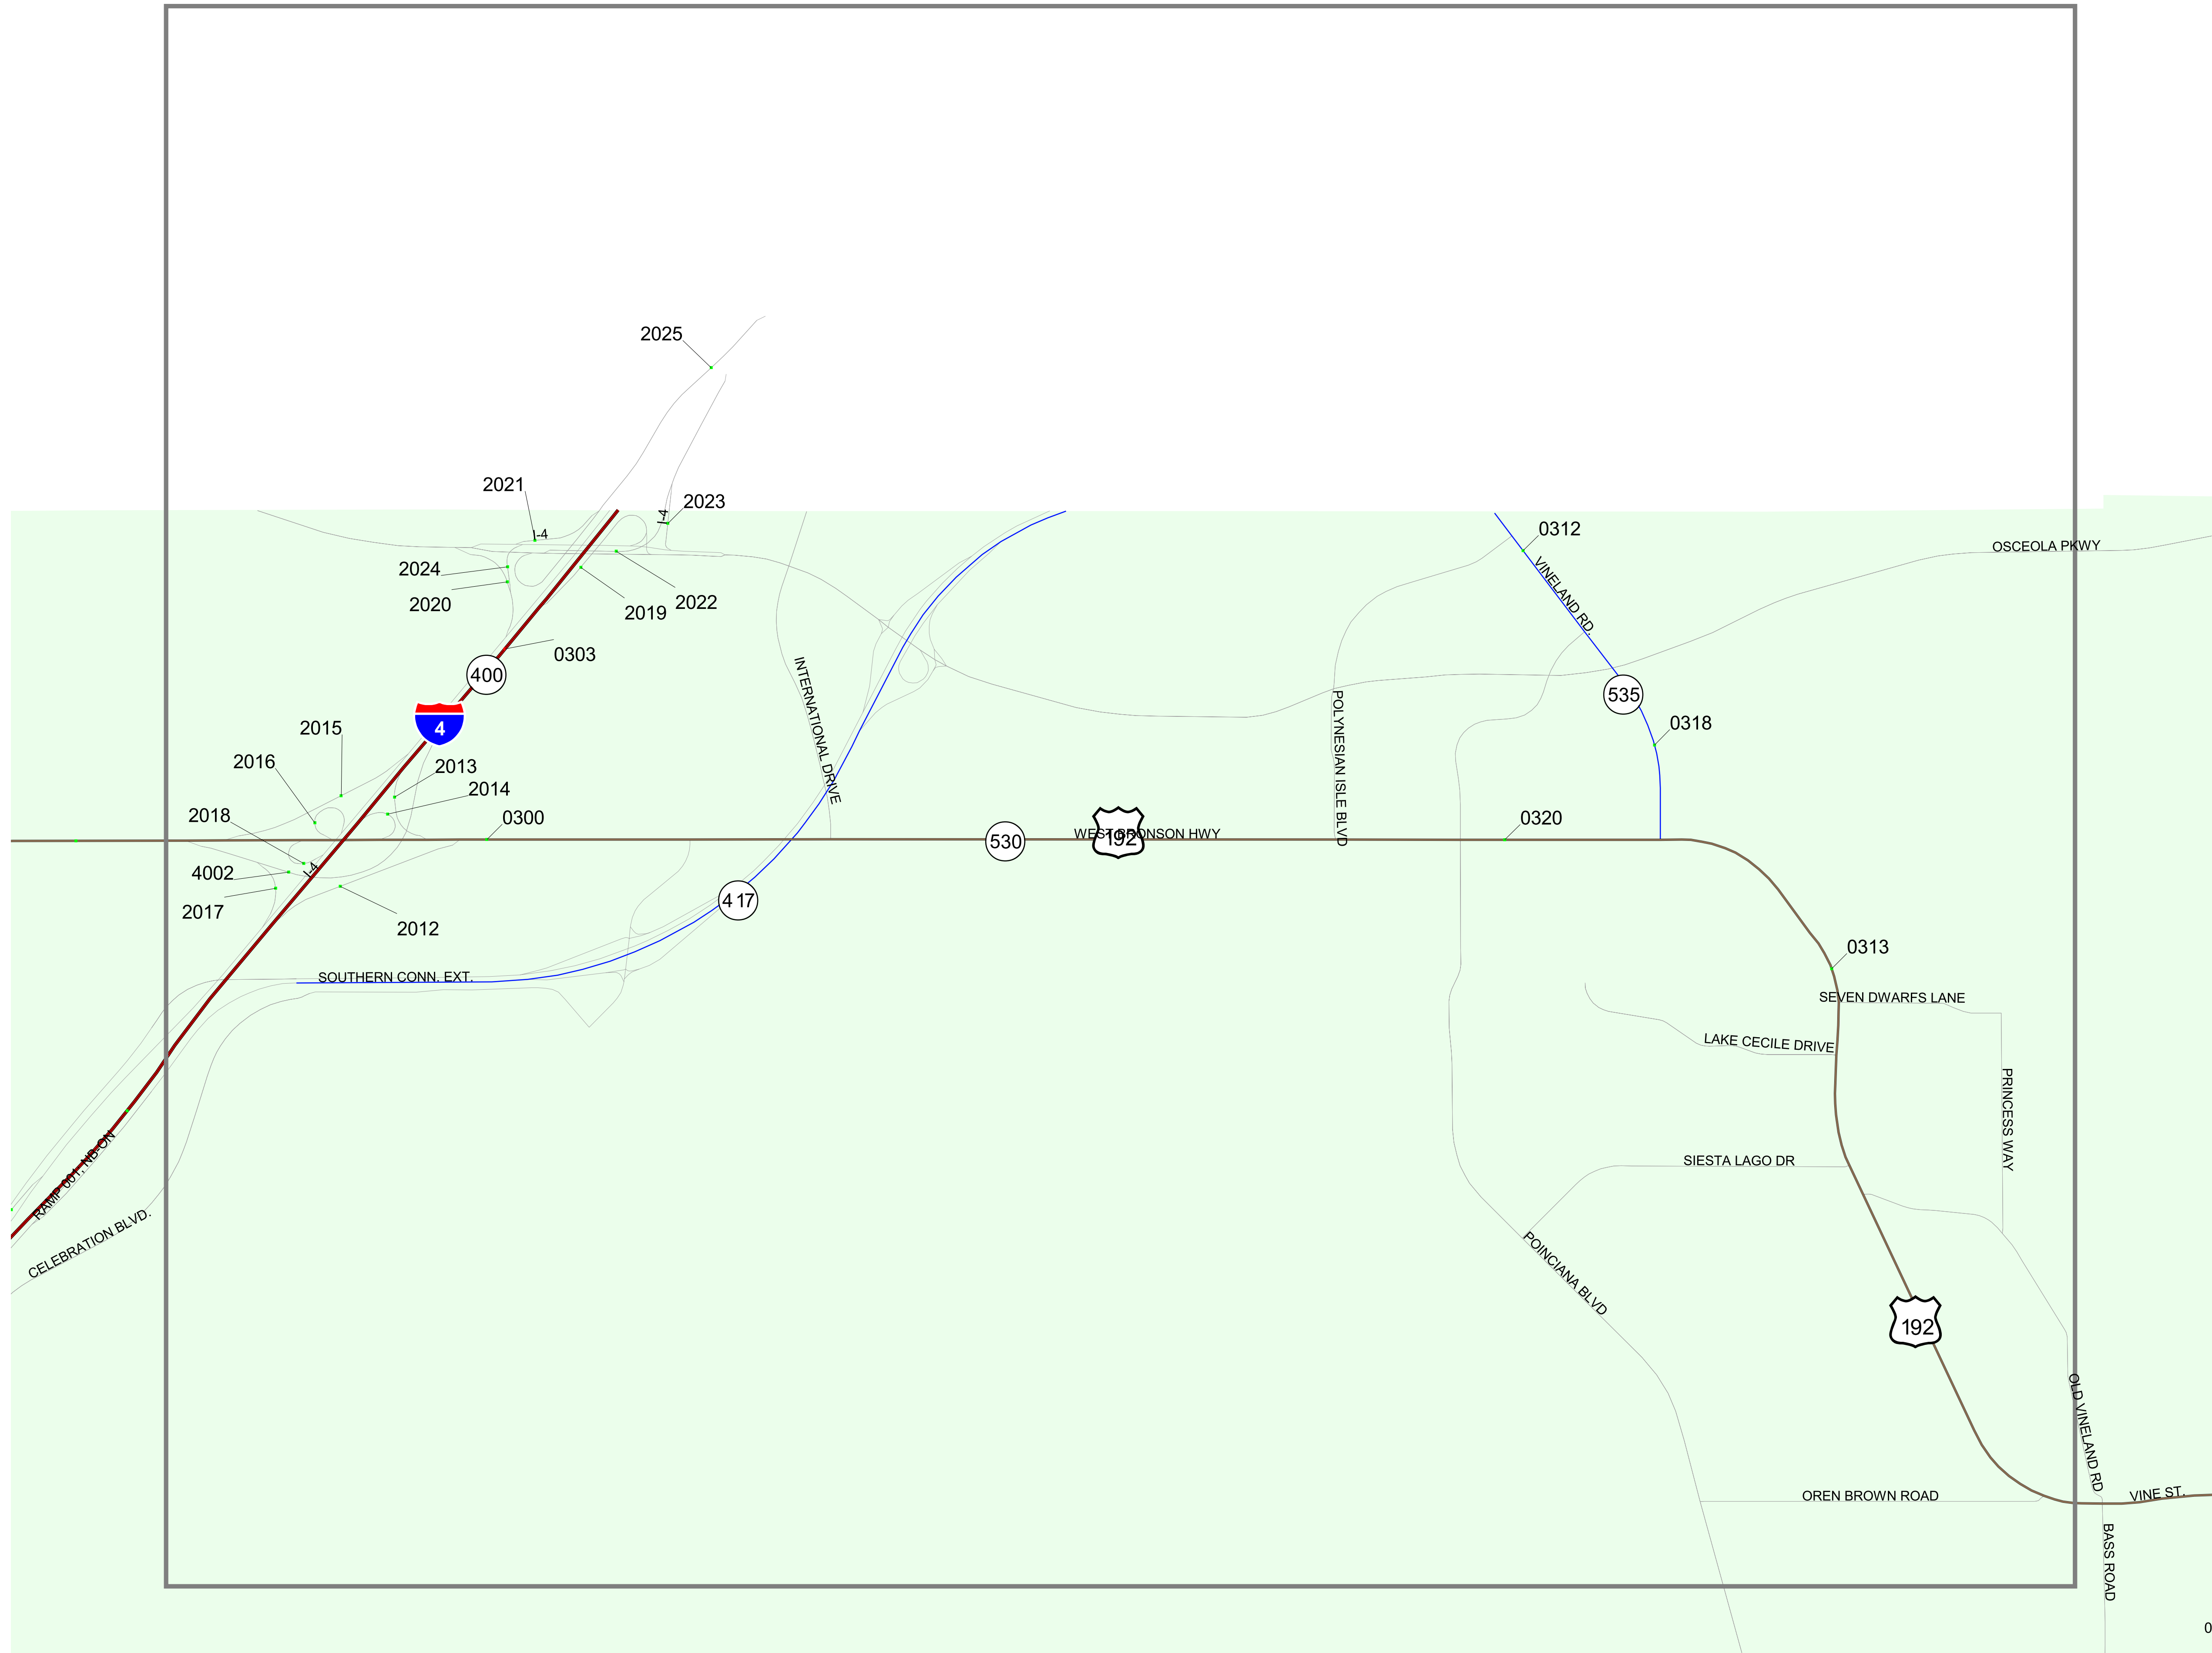 2025
2021
2023
I-4
I-4
0312
OSCEOLA PKWY
2024
VINELAND RD.
2020
2022
2019
0303
400
INTERNATIONAL DRIVE
535
POLYNESIAN ISLE BLVD
0318
4
2015
2016
2013
2014
2018
0300
0320
530
WEST BRONSON HWY
192
4002
I-4
417
2017
2012
0313
SOUTHERN CONN. EXT.
SEVEN DWARFS LANE
LAKE CECILE DRIVE
PRINCESS WAY
RAMP 001, NB-ON
SIESTA LAGO DR
CELEBRATION BLVD.
POINCIANA BLVD
192
OLD VINELAND RD
OREN BROWN ROAD
VINE ST.
BASS ROAD
0